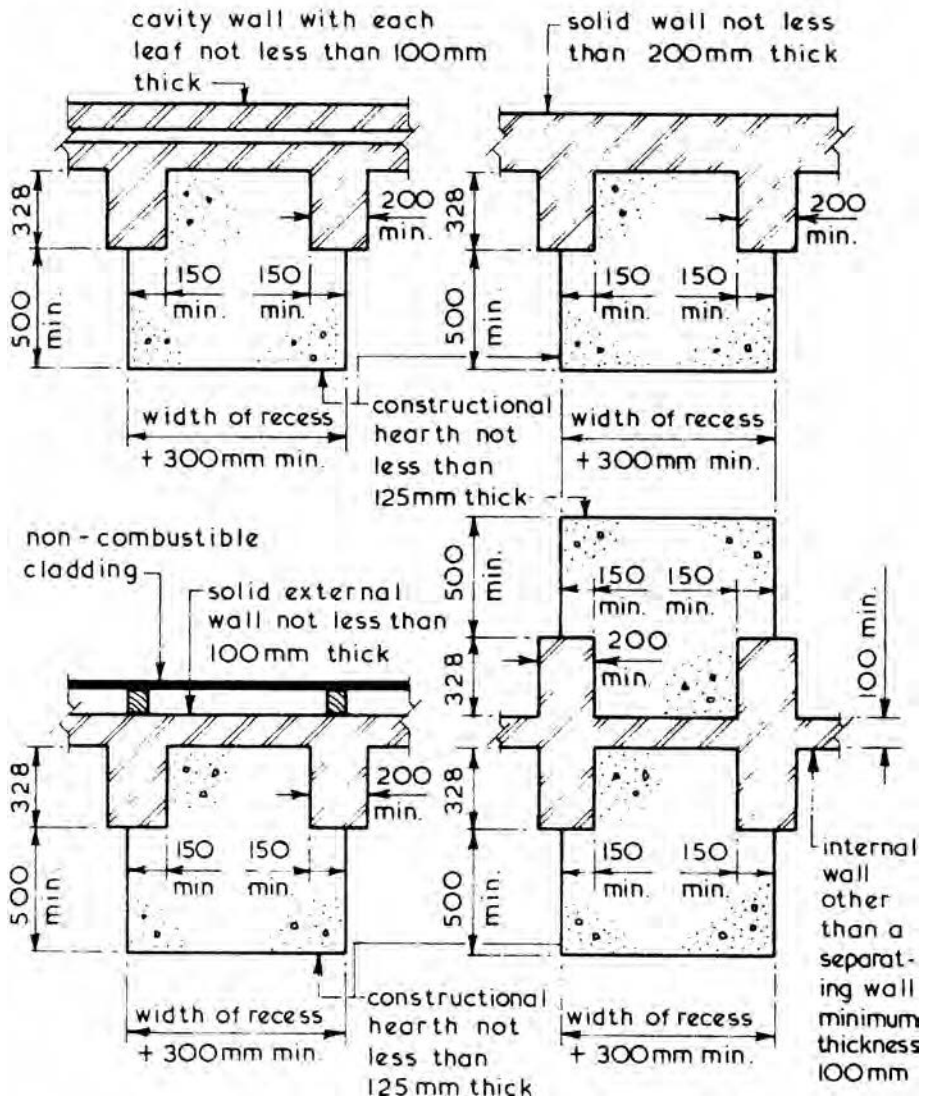 cavity wall with each
leaf not less than 100mm
thick
solid wall not less
than 200mm thick
328
200
min.
500
min
150
min.
150
min.
328
200
min.
500
min
150
min.
150
min.
constructional
hearth not
less than
125mm thick
width of recess
+ 300mm min.
width of recess
+ 300mm min.
non-combustible
cladding
solid external
wall not less than
100mm thick
500
min.
150
min.
150
min.
328
200
min.
100 min.
328
200
min.
500
min.
150
min
150
min.
328
500
min.
150
min.
150
min.
internal
wall
other
than a
separat-
ing wall
minimum
thickness
100mm
constructional
hearth not
less than
125mm thick
width of recess
+ 300mm min.
width of recess
+ 300mm min.